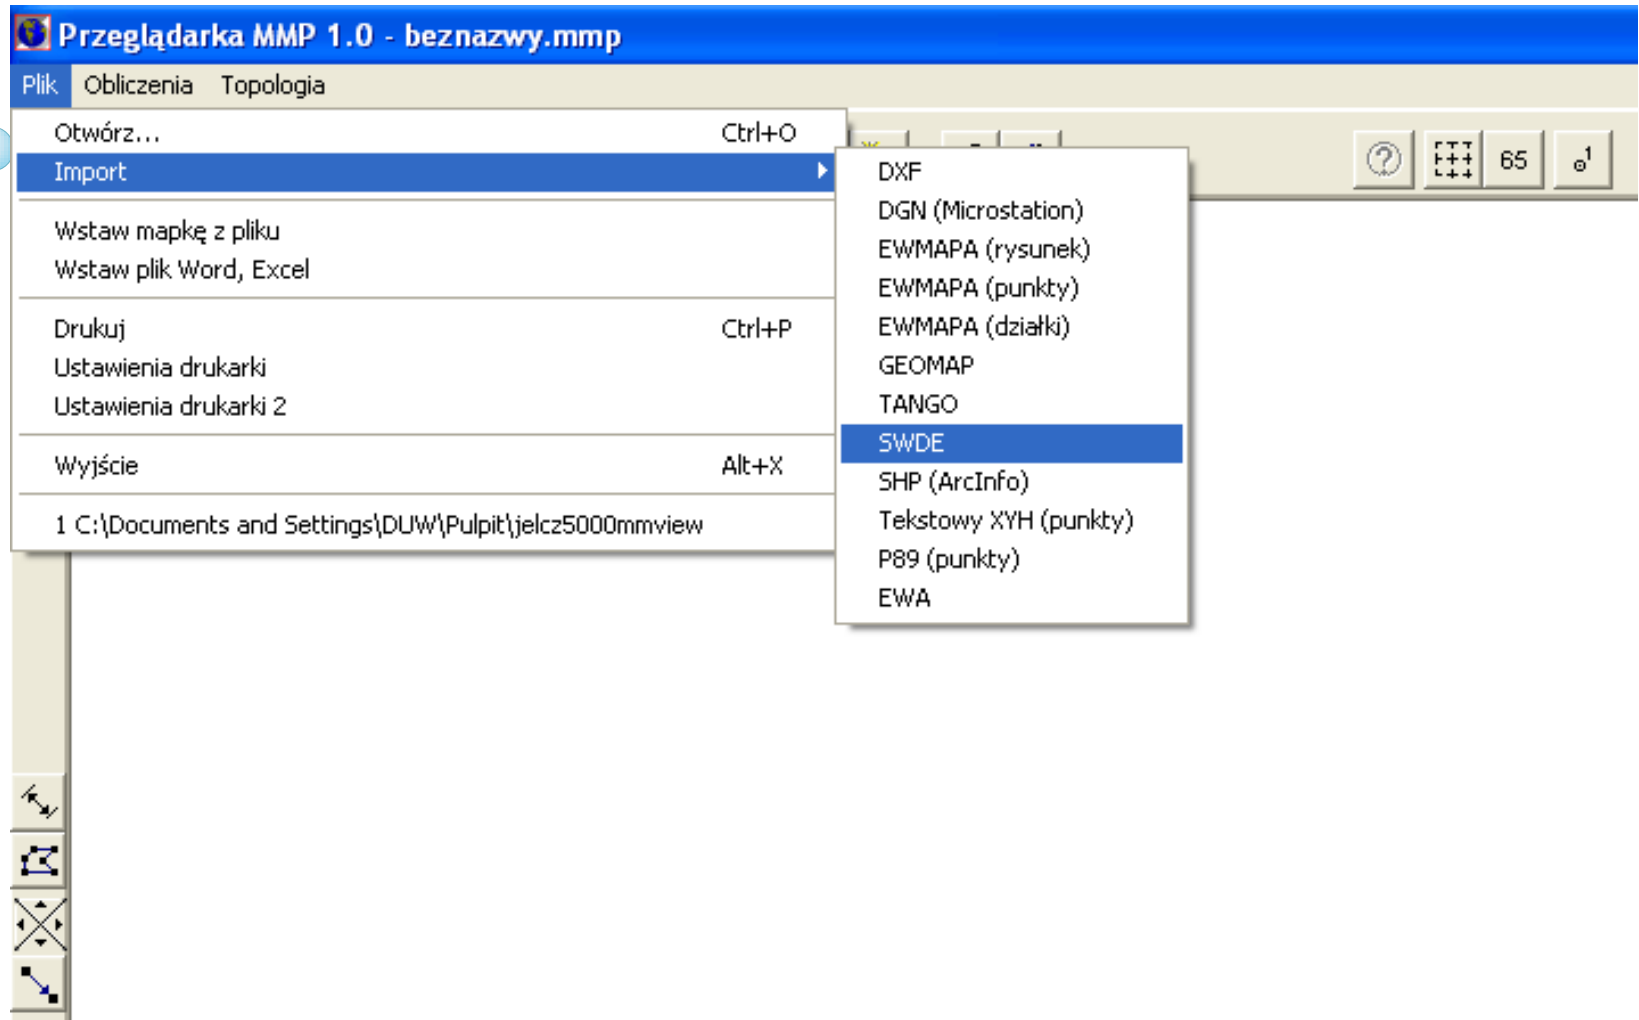 Przeglądarka MMP 1.0 - beznazwy.mmp
Plik Obliczenia Topologia
Otwórz... Ctrl+O
Import
Wstaw mapkę z pliku
Wstaw plik Word, Excel
Drukuj Ctrl+P
Ustawienia drukarki
Ustawienia drukarki 2
Wyjście Alt+X
1 C:\Documents and Settings\DUW\Pulpit\jelcz5000mmview
DXF
DGN (Microstation)
EWMAPA (rysunek)
EWMAPA (punkty)
EWMAPA (działki)
GEOMAP
TANGO
SWDE
SHP (ArcInfo)
Tekstowy XYH (punkty)
P89 (punkty)
EWA
65
1